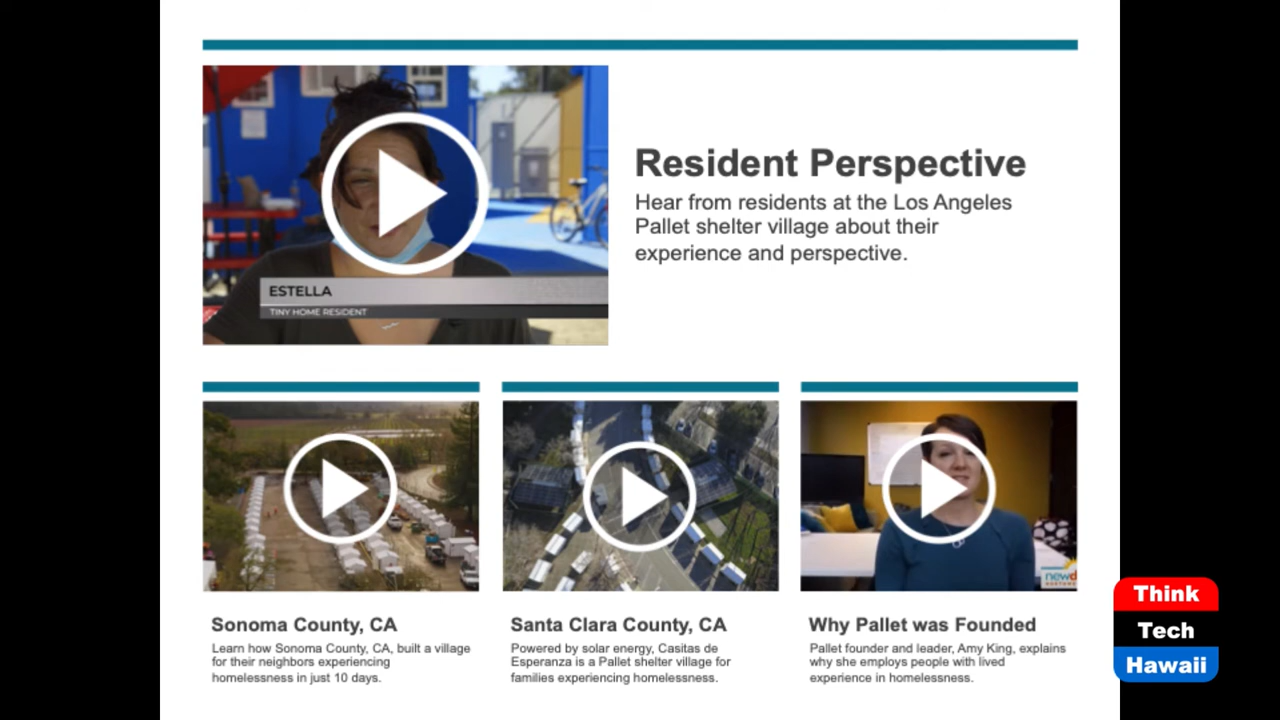 ESTELLA
TINY HOME RESIDENT
Resident Perspective
Hear from residents at the Los Angeles
Pallet shelter village about their
experience and perspective.
Sonoma County, CA
Learn how Sonoma County, CA, built a village
for their neighbors experiencing
homelessness in just 10 days.
Santa Clara County, CA
Powered by solar energy, Casitas de
Esperanza is a Pallet shelter village for
families experiencing homelessness.
newd
Why Pallet was Founded
Pallet founder and leader, Amy King, explains
why she employs people with lived
experience in homelessness.
Think
Tech
Hawaii